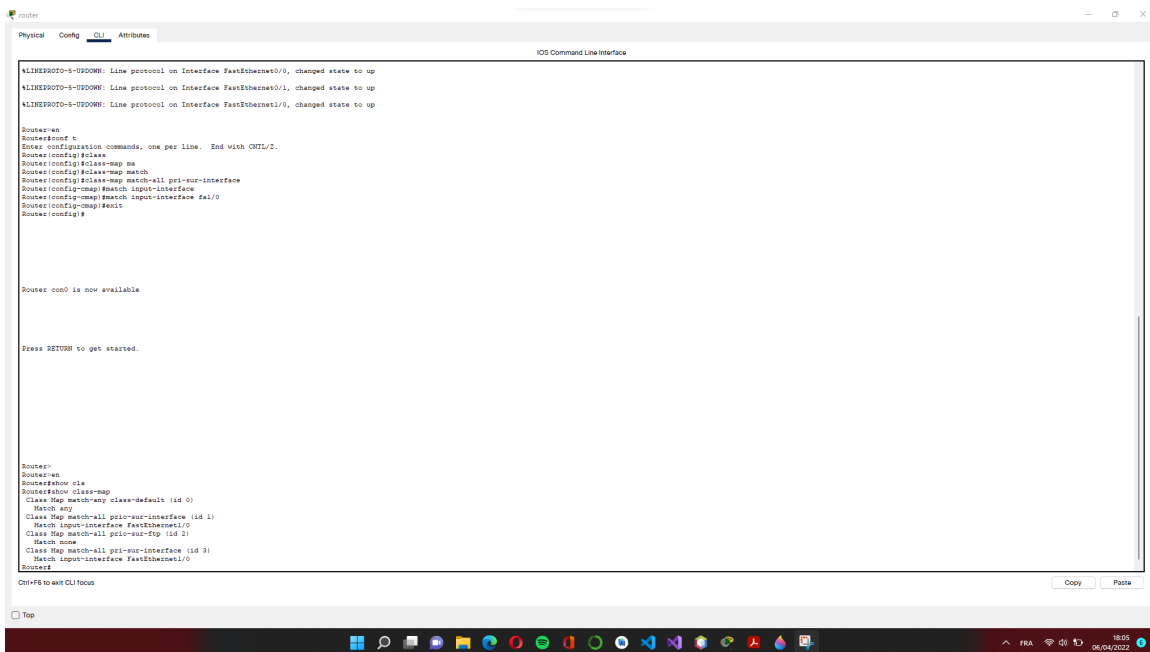 router
Physical Config CLI Attributes
IOS Command Line Interface
%LINEPROTO-5-UPDOWN: Line protocol on Interface FastEthernet0/0, changed state to up
%LINEPROTO-5-UPDOWN: Line protocol on Interface FastEthernet0/1, changed state to up
%LINEPROTO-5-UPDOWN: Line protocol on Interface FastEthernet1/0, changed state to up
Router>en
Router#conf t
Enter configuration commands, one per line.  End with CNTL/Z.
Router(config)#class
Router(config)#class-map ma
Router(config)#class-map match
Router(config)#class-map match-all pri-sur-interface
Router(config-cmap)#match input-interface
Router(config-cmap)#match input-interface fa1/0
Router(config-cmap)#exit
Router(config)#
Router con0 is now available
Press RETURN to get started.
Router>
Router>en
Router#show cla
Router#show class-map
Class Map match-any class-default (id 0)
Match any
Class Map match-all prio-sur-interface (id 1)
Match input-interface FastEthernet1/0
Class Map match-all prio-sur-ftp (id 2)
Match none
Class Map match-all pri-sur-interface (id 3)
Match input-interface FastEthernet1/0
Router#
Ctrl+F6 to exit CLI focus
Copy Paste
Top
FRA 18:05
06/04/2022 6